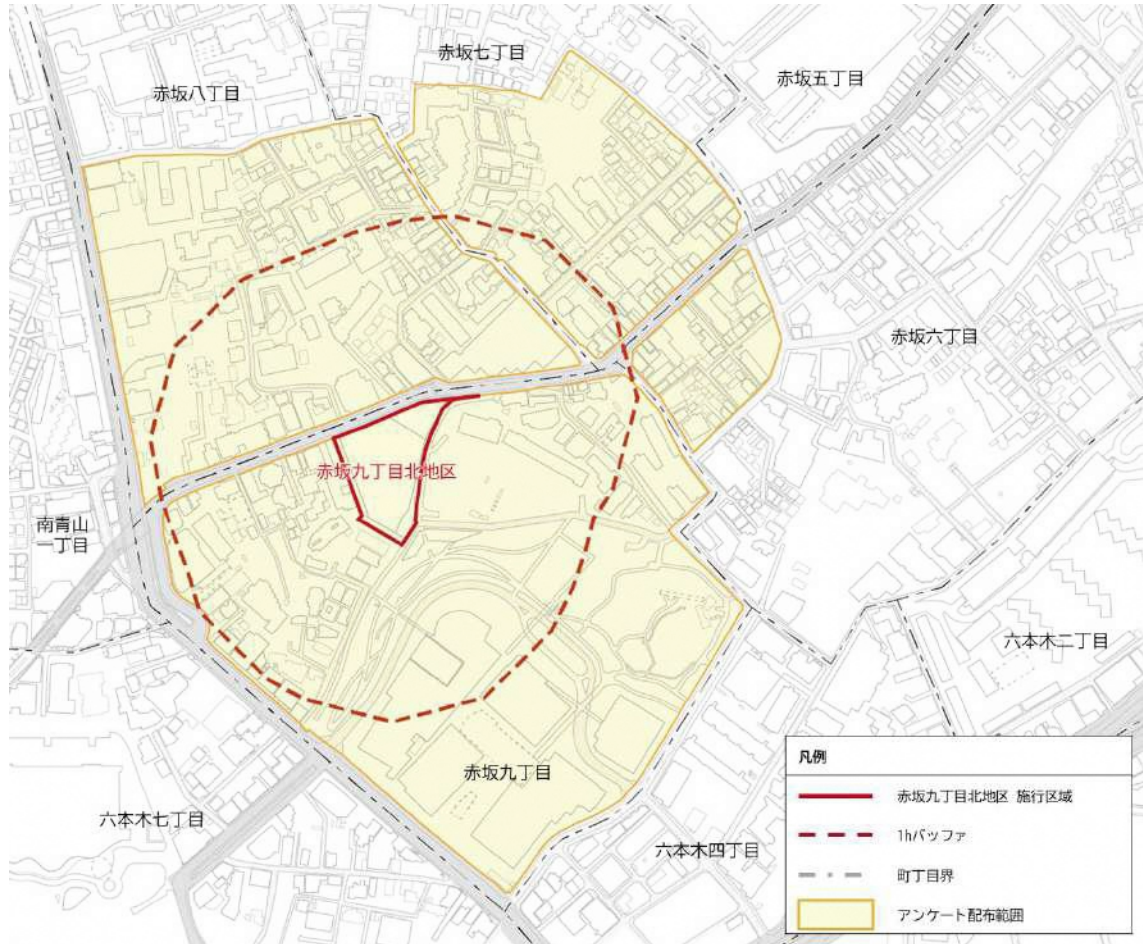 赤坂七丁目
赤坂五丁目
赤坂八丁目
赤坂六丁目
赤坂九丁目北地区
南青山
一丁目
六本木二丁目
赤坂九丁目
六本木七丁目
六本木四丁目
凡例
赤坂九丁目北地区 施行区域
1hバッファ
町丁目界
アンケート配布範囲